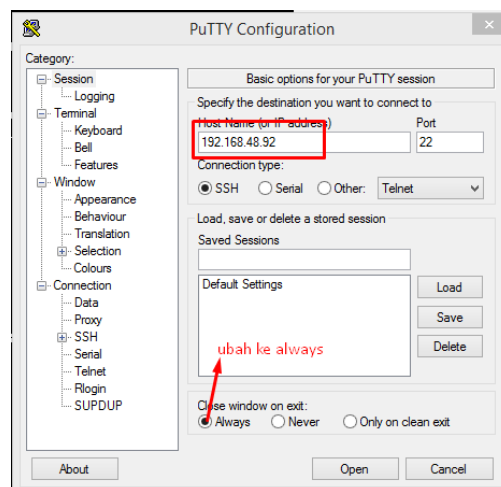 PuTTY Configuration
Category:
Session
Logging
Terminal
Keyboard
Bell
Features
Window
Appearance
Behaviour
Translation
Selection
Colours
Connection
Data
Proxy
SSH
Serial
Telnet
Rlogin
SUPDUP
Basic options for your PuTTY session
Specify the destination you want to connect to
Host Name (or IP address) Port
192.168.48.92 22
Connection type:
SSH Serial Other: Telnet
Load, save or delete a stored session
Saved Sessions
Default Settings
Load
Save
Delete
ubah ke always
Close window on exit:
Always Never Only on clean exit
About Open Cancel